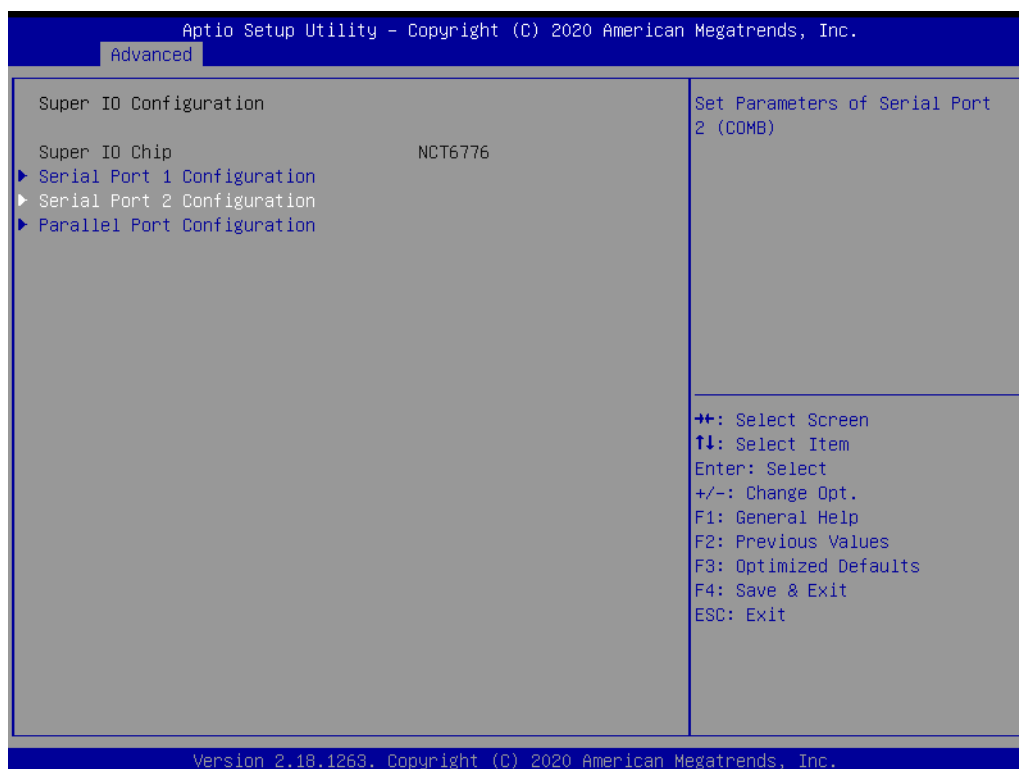 Aptio Setup Utility – Copyright (C) 2020 American Megatrends, Inc.
Advanced
Super IO Configuration
Super IO Chip NCT6776
Serial Port 1 Configuration
Serial Port 2 Configuration
Parallel Port Configuration
Set Parameters of Serial Port
2 (COMB)
→←: Select Screen
↑↓: Select Item
Enter: Select
+/-: Change Opt.
F1: General Help
F2: Previous Values
F3: Optimized Defaults
F4: Save & Exit
ESC: Exit
Version 2.18.1263. Copyright (C) 2020 American Megatrends, Inc.